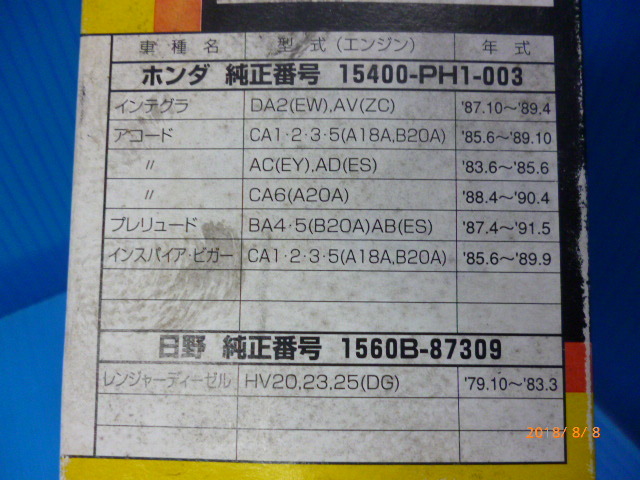 車種名 型式(エンジン) 年式
ホンダ 純正番号 15400-PH1-003
インテグラ DA2(EW),AV(ZC) '87.10～'89.4
アコード CA1・2・3・5(A18A,B20A) '85.6～'89.10
〃 AC(EY),AD(ES) '83.6～'85.6
〃 CA6(A20A) '88.4～'90.4
プレリュード BA4・5(B20A)AB(ES) '87.4～'91.5
インスパイア・ビガー CA1・2・3・5(A18A,B20A) '85.6～'89.9
日野 純正番号 1560B-87309
レンジャーディーゼル HV20,23,25(DG) '79.10～'83.3
2018/ 8/ 8